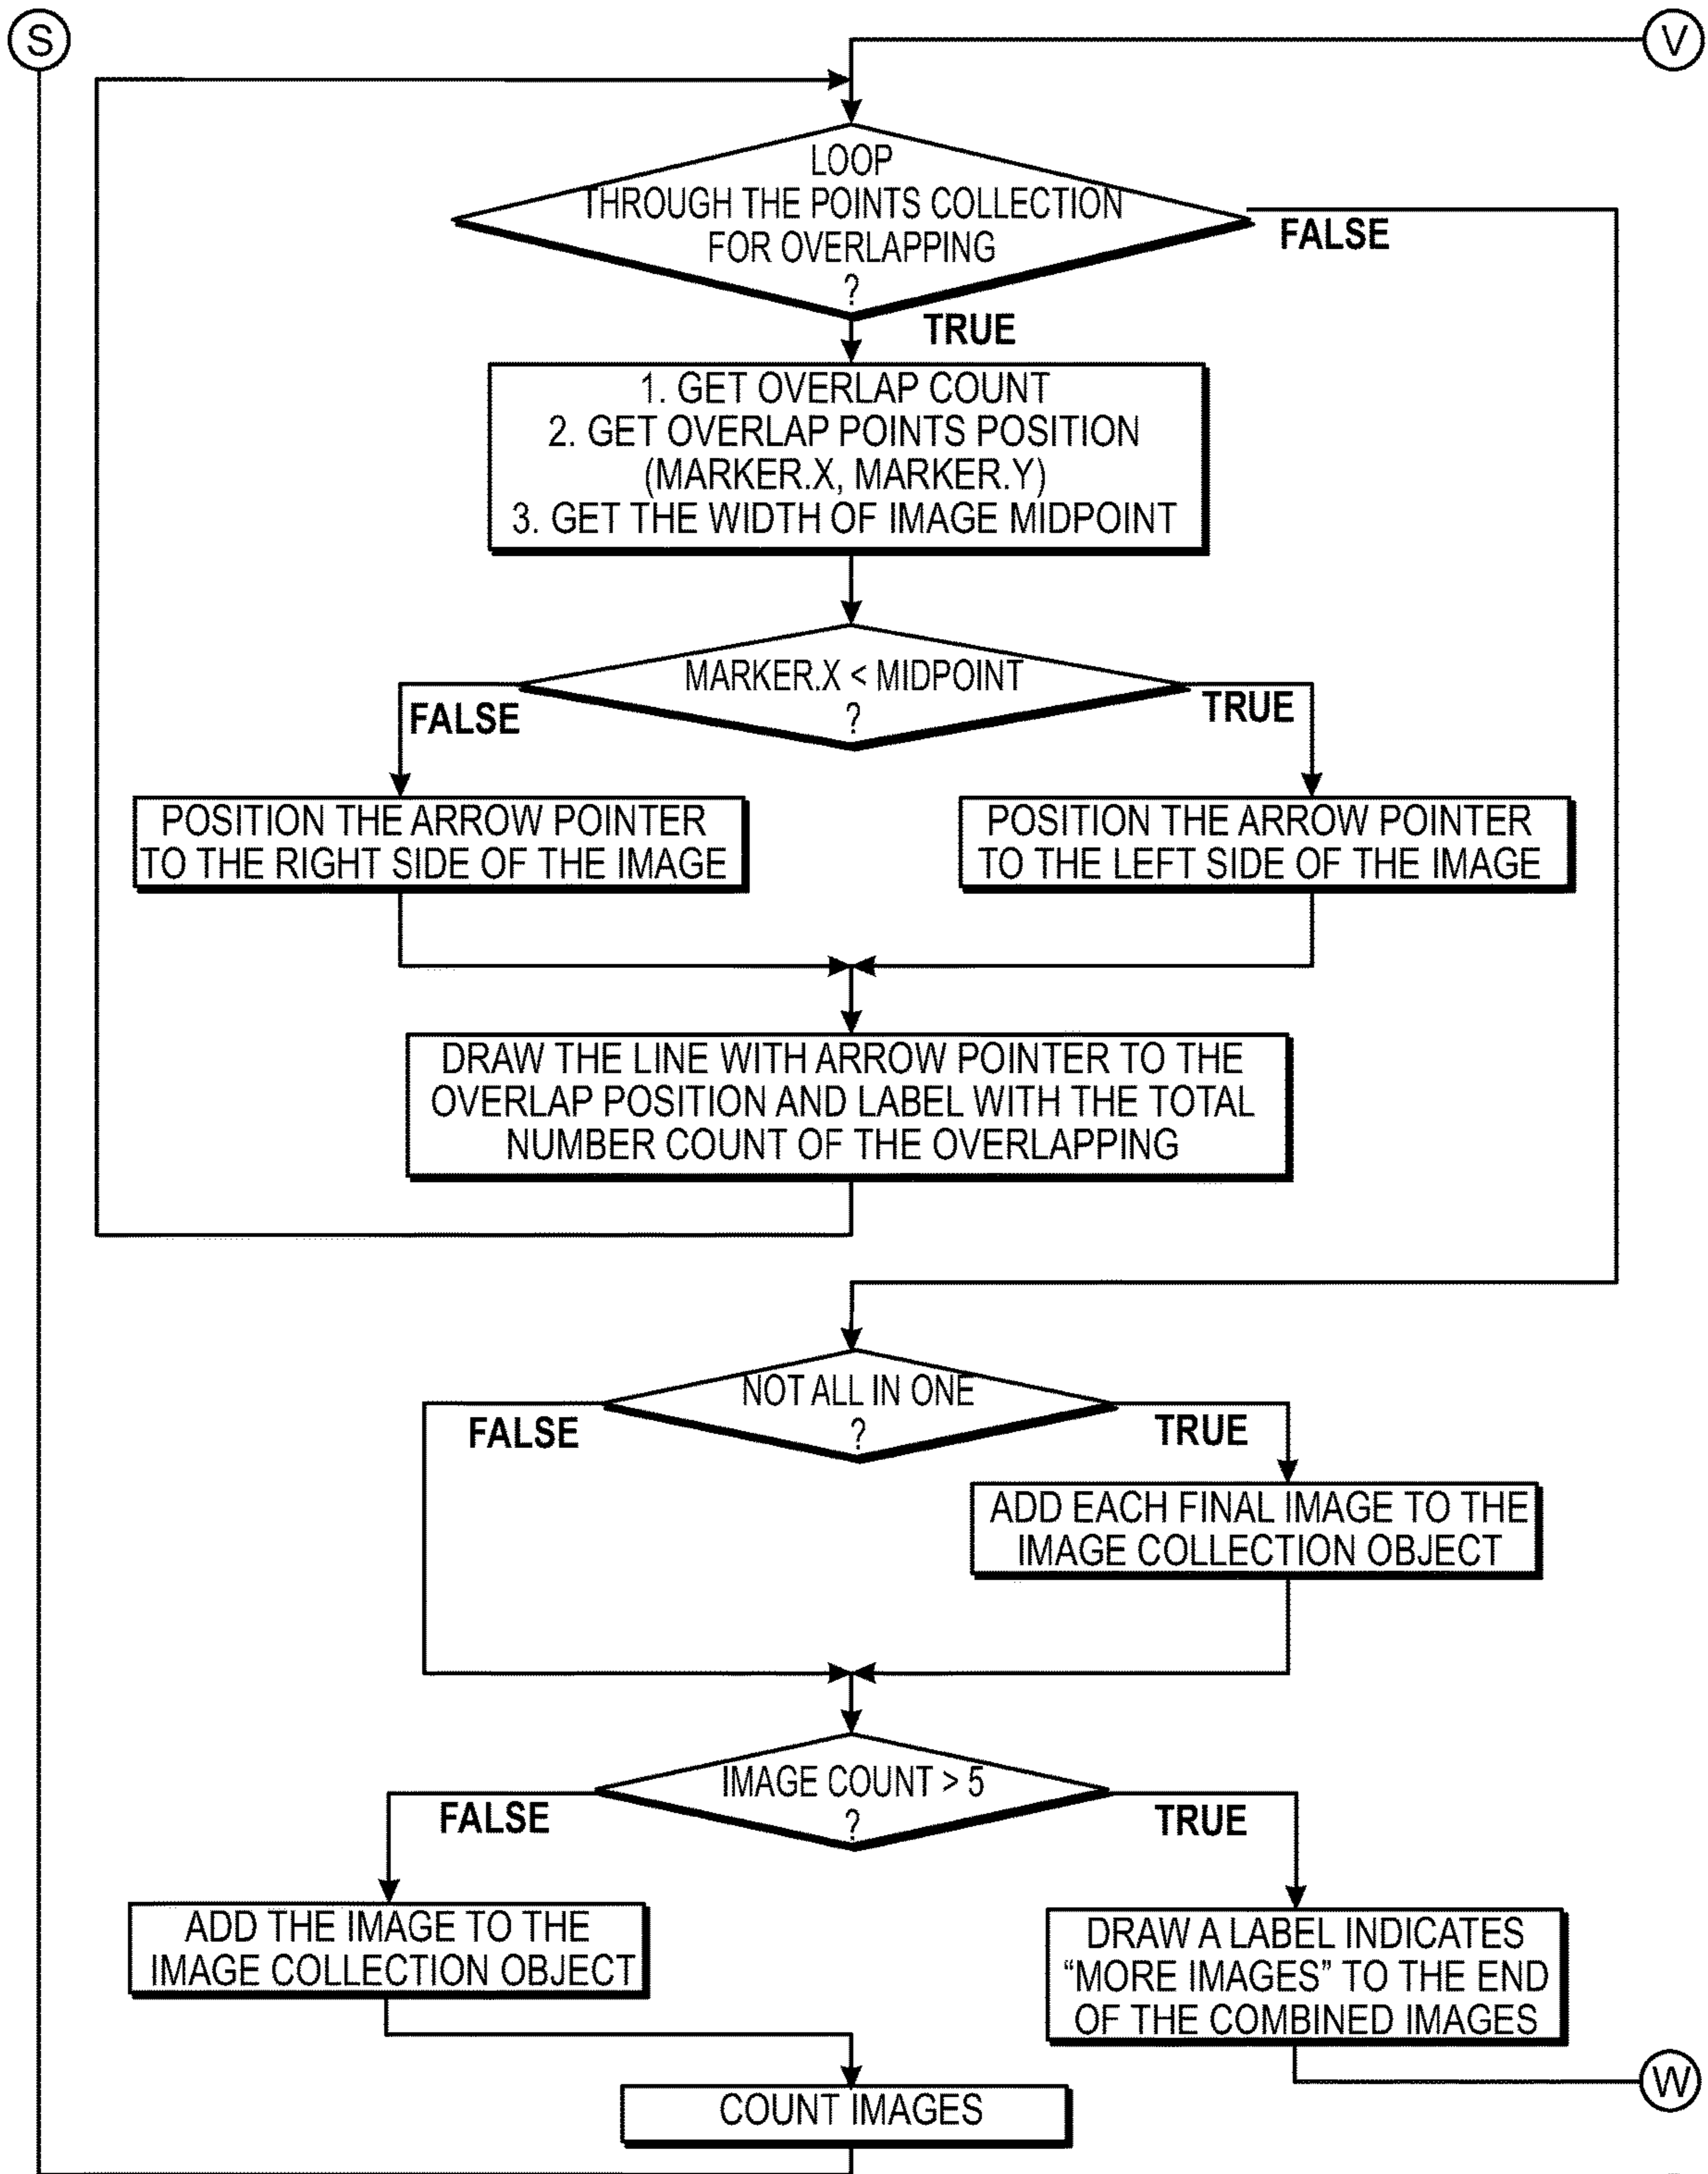 S
V
LOOP
THROUGH THE POINTS COLLECTION
FOR OVERLAPPING
?
FALSE
TRUE
1. GET OVERLAP COUNT
2. GET OVERLAP POINTS POSITION
(MARKER.X, MARKER.Y)
3. GET THE WIDTH OF IMAGE MIDPOINT
MARKER.X < MIDPOINT
?
FALSE
TRUE
POSITION THE ARROW POINTER
TO THE RIGHT SIDE OF THE IMAGE
POSITION THE ARROW POINTER
TO THE LEFT SIDE OF THE IMAGE
DRAW THE LINE WITH ARROW POINTER TO THE
OVERLAP POSITION AND LABEL WITH THE TOTAL
NUMBER COUNT OF THE OVERLAPPING
NOT ALL IN ONE
?
FALSE
TRUE
ADD EACH FINAL IMAGE TO THE
IMAGE COLLECTION OBJECT
IMAGE COUNT > 5
?
FALSE
TRUE
ADD THE IMAGE TO THE
IMAGE COLLECTION OBJECT
DRAW A LABEL INDICATES
“MORE IMAGES” TO THE END
OF THE COMBINED IMAGES
W
COUNT IMAGES